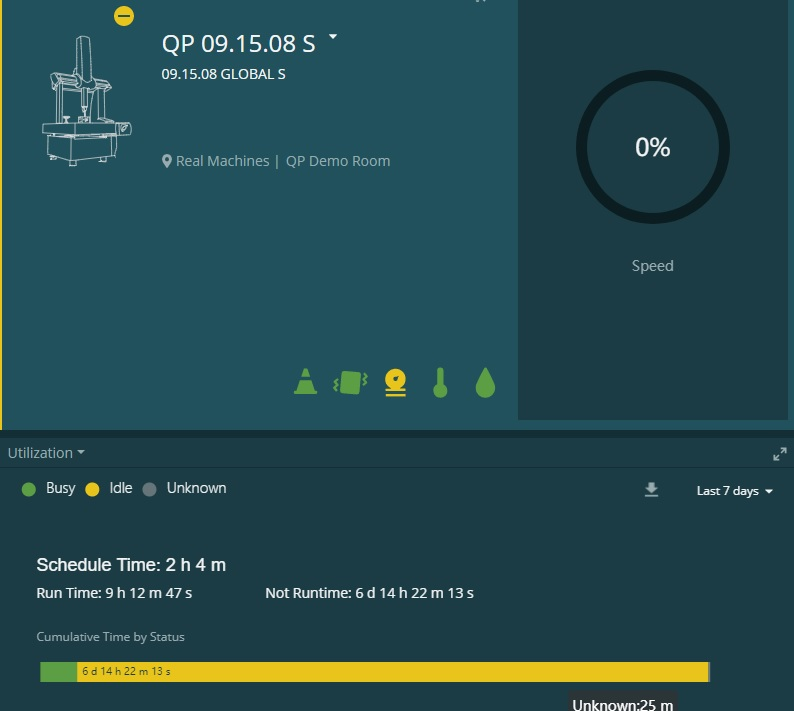 QP 09.15.08 S
09.15.08 GLOBAL S
Real Machines | QP Demo Room
0%
Speed
Utilization
Busy Idle Unknown
Last 7 days
Schedule Time: 2 h 4 m
Run Time: 9 h 12 m 47 s Not Runtime: 6 d 14 h 22 m 13 s
Cumulative Time by Status
6 d 14 h 22 m 13 s
Unknown:25 m